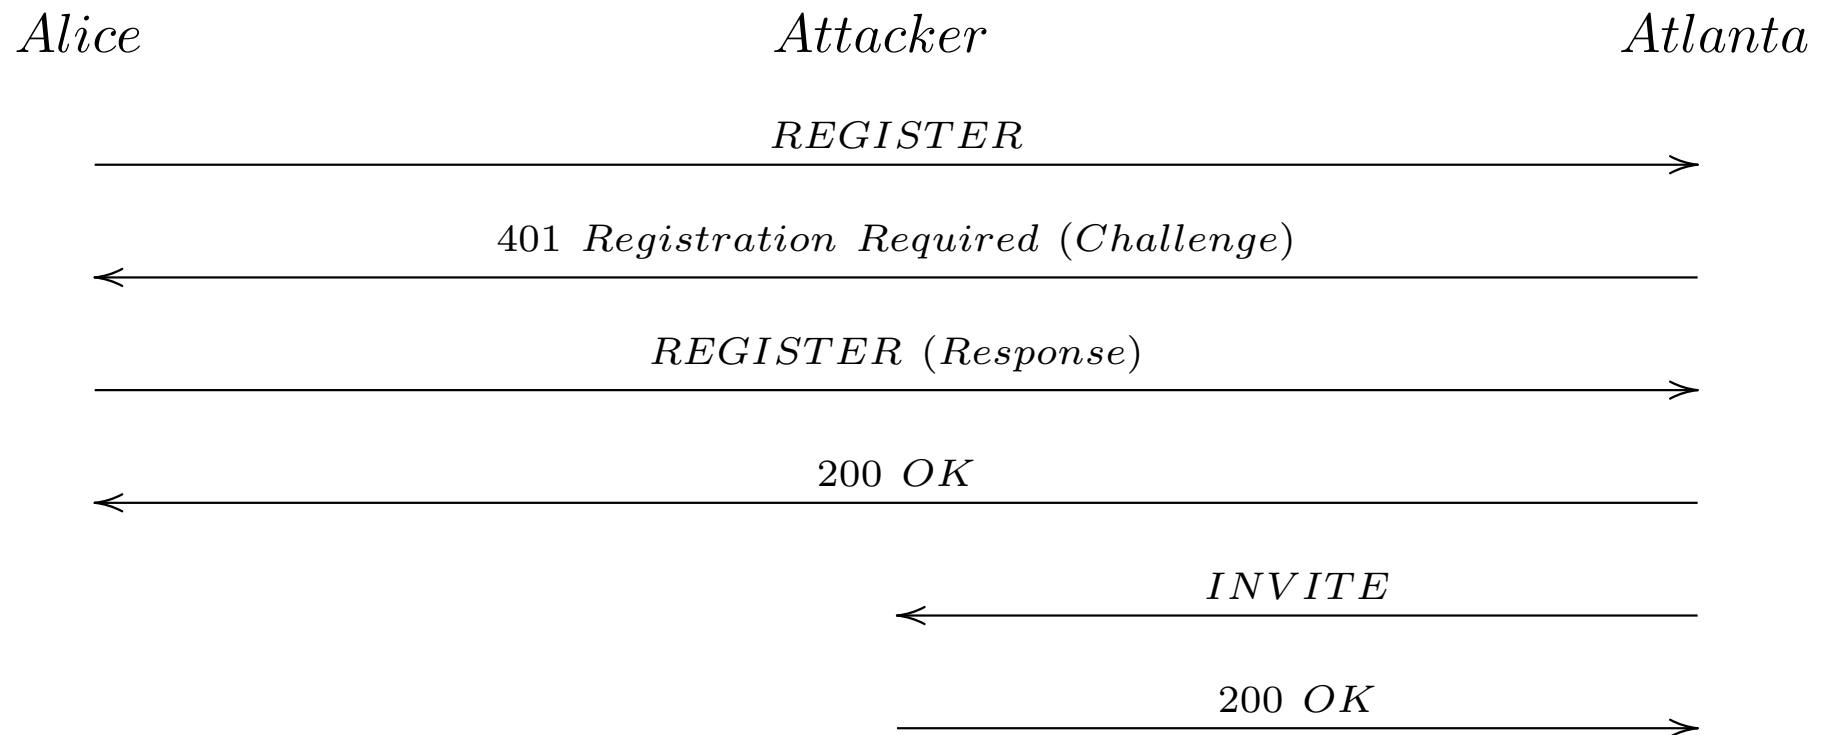 Alice Attacker Atlanta
REGISTER
401 Registration Required (Challenge)
REGISTER (Response)
200 OK
INVITE
200 OK